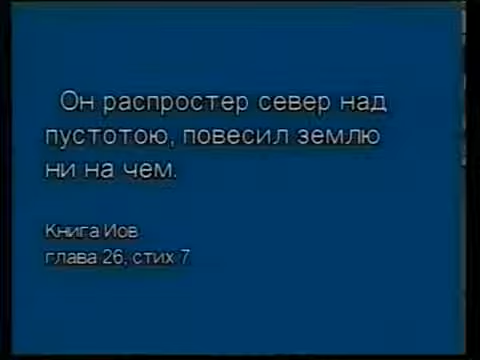 Он распростер север над
пустотою, повесил землю
ни на чем.
Книга Иов
глава 26, стих 7